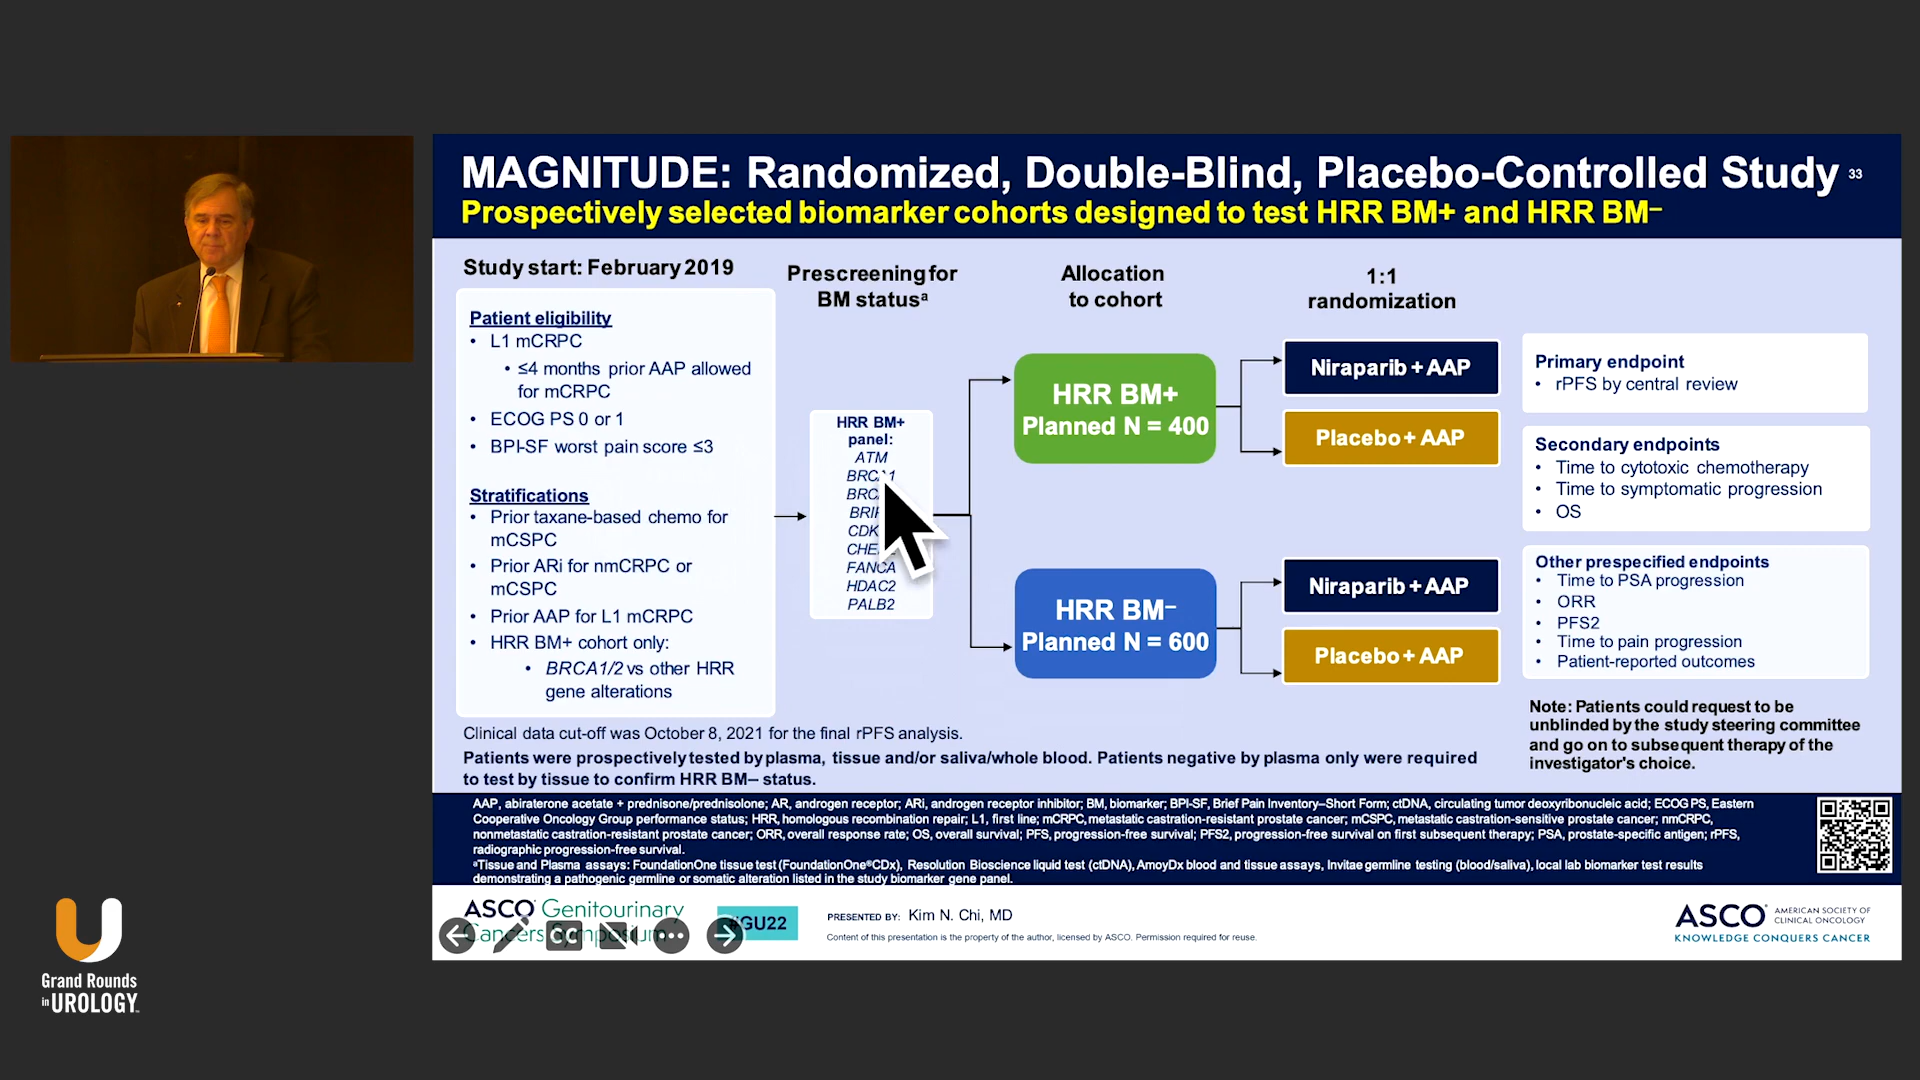 MAGNITUDE: Randomized, Double-Blind, Placebo-Controlled Study 33
Prospectively selected biomarker cohorts designed to test HRR BM+ and HRR BM–
Study start: February 2019
Patient eligibility
• L1 mCRPC
• ≤4 months prior AAP allowed
for mCRPC
• ECOG PS 0 or 1
• BPI-SF worst pain score ≤3
Stratifications
• Prior taxane-based chemo for
mCSPC
• Prior ARi for nmCRPC or
mCSPC
• Prior AAP for L1 mCRPC
• HRR BM+ cohort only:
• BRCA1/2 vs other HRR
gene alterations
Prescreening for
BM statusᵃ
HRR BM+
panel:
ATM
BRCA1
FANCA
HDAC2
PALB2
Allocation
to cohort
HRR BM+
Planned N = 400
HRR BM–
Planned N = 600
1:1
randomization
Niraparib + AAP
Placebo + AAP
Niraparib + AAP
Placebo + AAP
Primary endpoint
• rPFS by central review
Secondary endpoints
• Time to cytotoxic chemotherapy
• Time to symptomatic progression
• OS
Other prespecified endpoints
• Time to PSA progression
• ORR
• PFS2
• Time to pain progression
• Patient-reported outcomes
Note: Patients could request to be
unblinded by the study steering committee
and go on to subsequent therapy of the
investigator's choice.
Clinical data cut-off was October 8, 2021 for the final rPFS analysis.
Patients were prospectively tested by plasma, tissue and/or saliva/whole blood. Patients negative by plasma only were required
to test by tissue to confirm HRR BM– status.
AAP, abiraterone acetate + prednisone/prednisolone; AR, androgen receptor; ARi, androgen receptor inhibitor; BM, biomarker; BPI-SF, Brief Pain Inventory–Short Form; ctDNA, circulating tumor deoxyribonucleic acid; ECOG PS, Eastern
Cooperative Oncology Group performance status; HRR, homologous recombination repair; L1, first line; mCRPC, metastatic castration-resistant prostate cancer; mCSPC, metastatic castration-sensitive prostate cancer; nmCRPC,
nonmetastatic castration-resistant prostate cancer; ORR, overall response rate; OS, overall survival; PFS, progression-free survival; PFS2, progression-free survival on first subsequent therapy; PSA, prostate-specific antigen; rPFS,
radiographic progression-free survival.
ᵃTissue and Plasma assays: FoundationOne tissue test (FoundationOne®CDx), Resolution Bioscience liquid test (ctDNA), AmoyDx blood and tissue assays, Invitae germline testing (blood/saliva), local lab biomarker test results
demonstrating a pathogenic germline or somatic alteration listed in the study biomarker gene panel.
ASCO Genitourinary
Cancers Symposium
#GU22
CC
PRESENTED BY: Kim N. Chi, MD
Content of this presentation is the property of the author, licensed by ASCO. Permission required for reuse.
ASCO AMERICAN SOCIETY OF
CLINICAL ONCOLOGY
KNOWLEDGE CONQUERS CANCER
Grand Rounds
in UROLOGY